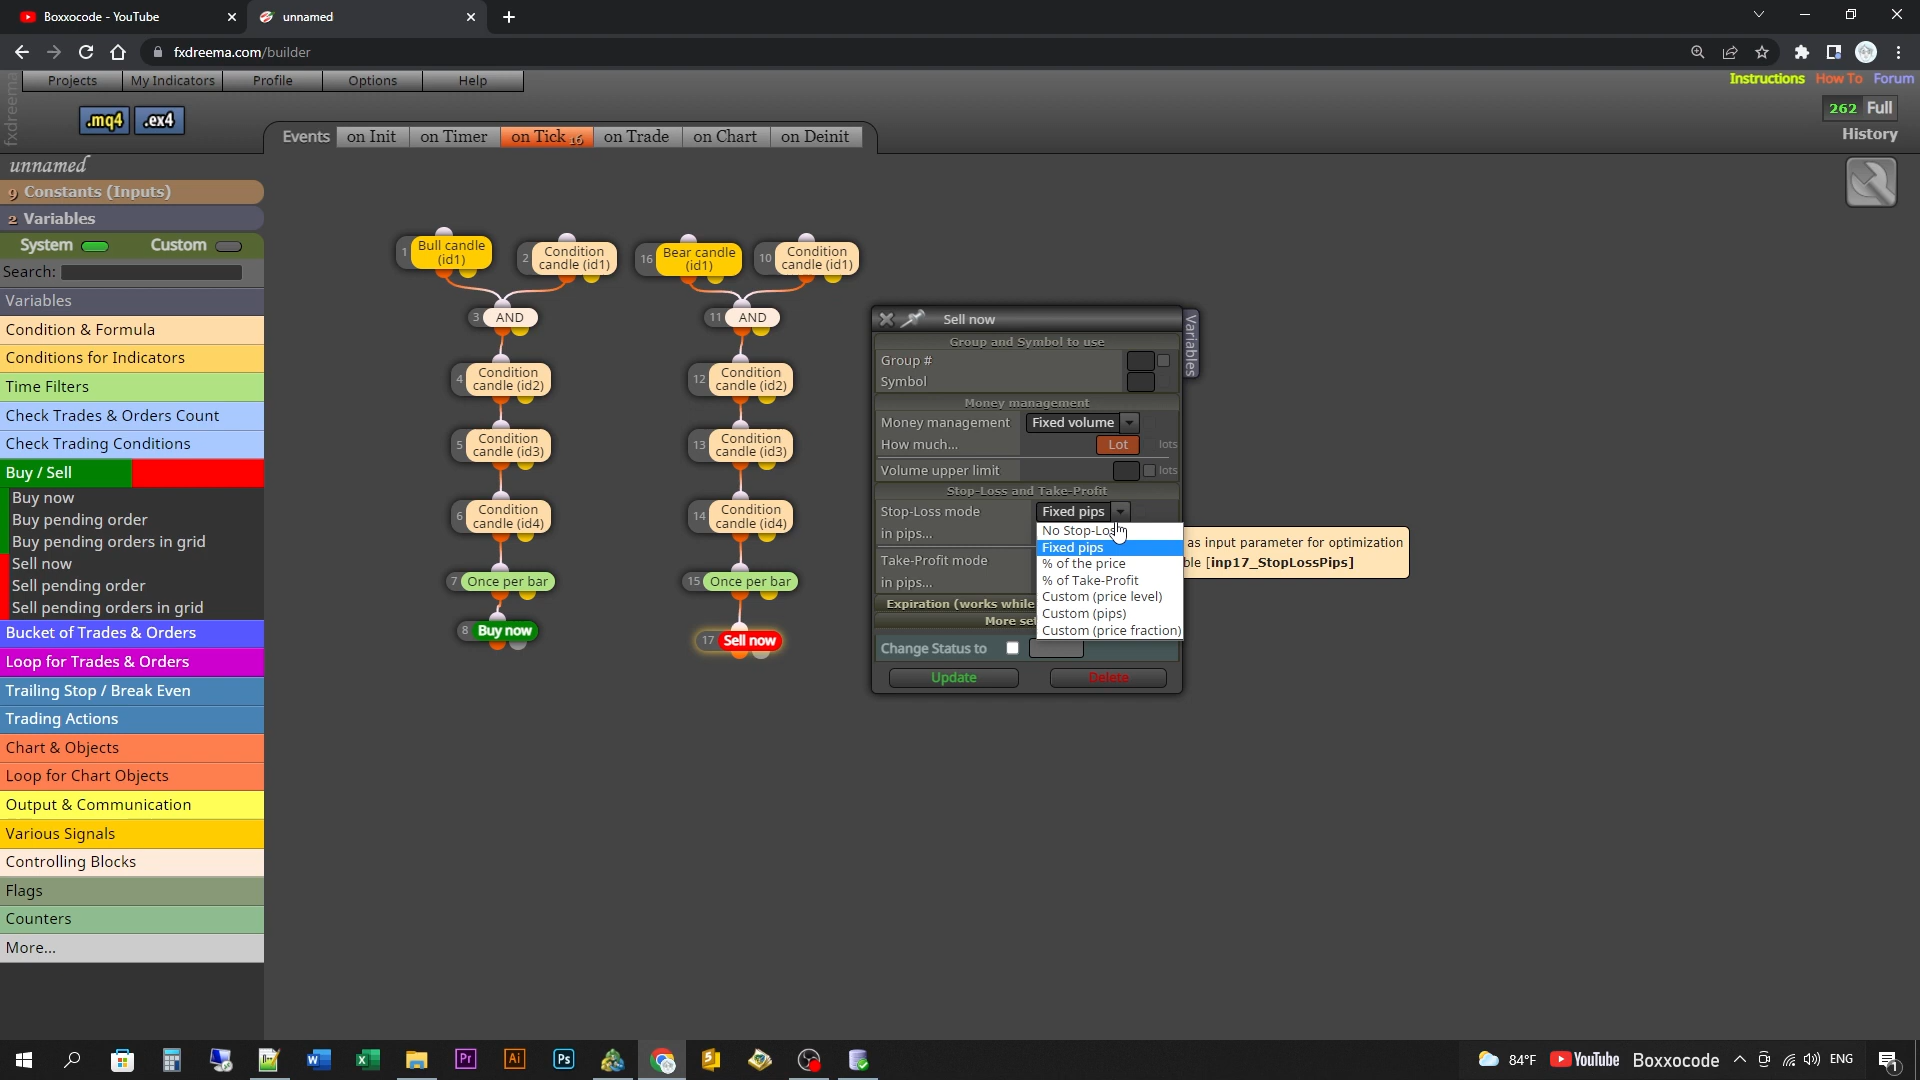 Boxxocode - YouTube
unnamed
fxdreema.com/builder
Projects
My Indicators
Profile
Options
Help
Instructions
How To
Forum
fxdreema
.mq4
.ex4
262 Full
History
Events
on Init
on Timer
on Tick 16
on Trade
on Chart
on Deinit
unnamed
9 Constants (Inputs)
2 Variables
System
Custom
Search:
Variables
Condition & Formula
Conditions for Indicators
Time Filters
Check Trades & Orders Count
Check Trading Conditions
Buy / Sell
Buy now
Buy pending order
Buy pending orders in grid
Sell now
Sell pending order
Sell pending orders in grid
Bucket of Trades & Orders
Loop for Trades & Orders
Trailing Stop / Break Even
Trading Actions
Chart & Objects
Loop for Chart Objects
Output & Communication
Various Signals
Controlling Blocks
Flags
Counters
More...
1 Bull candle
(id1)
2 Condition
candle (id1)
3 AND
4 Condition
candle (id2)
5 Condition
candle (id3)
6 Condition
candle (id4)
7 Once per bar
8 Buy now
16 Bear candle
(id1)
10 Condition
candle (id1)
11 AND
12 Condition
candle (id2)
13 Condition
candle (id3)
14 Condition
candle (id4)
15 Once per bar
17 Sell now
Sell now
Variables
Group and Symbol to use
Group #
Symbol
Money management
Money management
Fixed volume
How much...
Lot
lots
Volume upper limit
lots
Stop-Loss and Take-Profit
Stop-Loss mode
Fixed pips
in pips...
Take-Profit mode
in pips...
No Stop-Loss
Fixed pips
% of the price
% of Take-Profit
Custom (price level)
Custom (pips)
Custom (price fraction)
as input parameter for optimization
ble [inp17_StopLossPips]
Expiration (works while
More se
Change Status to
Update
Delete
Pr
Ai
Ps
84°F
YouTube
Boxxocode
ENG
1